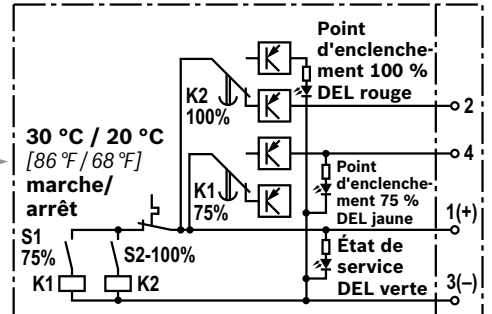 Point
d'enclenche-
ment 100 %
DEL rouge
K2
100%
2
30 °C / 20 °C
[86 °F / 68 °F]
marche/
arrêt
4
K1
75%
Point
d'enclenche-
ment 75 %
DEL jaune
1(+)
S1
75%
S2-100%
État de
service
DEL verte
K1
K2
3(–)